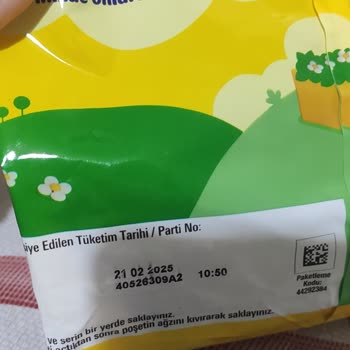 iye Edilen Tüketim Tarihi / Parti No:
21 02 2025
40526309A2 10:50
Paketleme
Kodu:
44292384
ve serin bir yerde saklayınız.
açıktan sonra poşetin ağzını kıvırarak saklayınız.